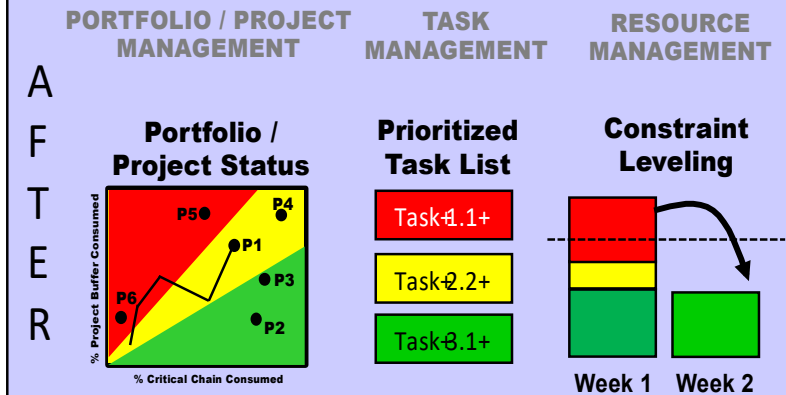 PORTFOLIO / PROJECT
MANAGEMENT
TASK
MANAGEMENT
RESOURCE
MANAGEMENT
A
F
T
E
R
Portfolio /
Project Status
P5
P4
P1
P3
P6
P2
% Project Buffer Consumed
% Critical Chain Consumed
Prioritized
Task List
Task 1.1+
Task 2.2+
Task 3.1+
Constraint
Leveling
Week 1
Week 2